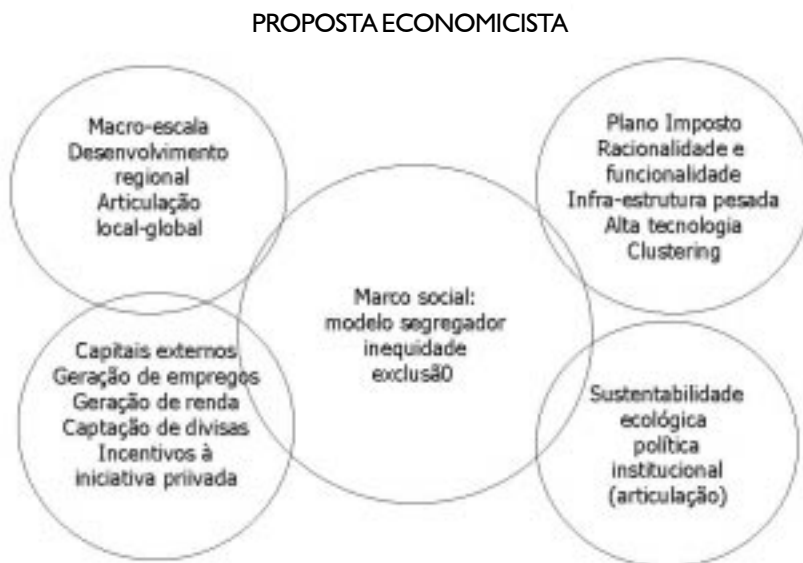 PROPOSTA ECONOMICISTA
Macro-escala
Desenvolvimento
regional
Articulação
local-global
Plano Imposto
Racionalidade e
funcionalidade
Infra-estrutura pesada
Alta tecnologia
Clustering
Marco social:
modelo segregador
inequidade
exclusã0
Capitais externos
Geração de empregos
Geração de renda
Captação de divisas
Incentivos à
iniciativa priivada
Sustentabilidade
ecológica
política
institucional
(articulação)